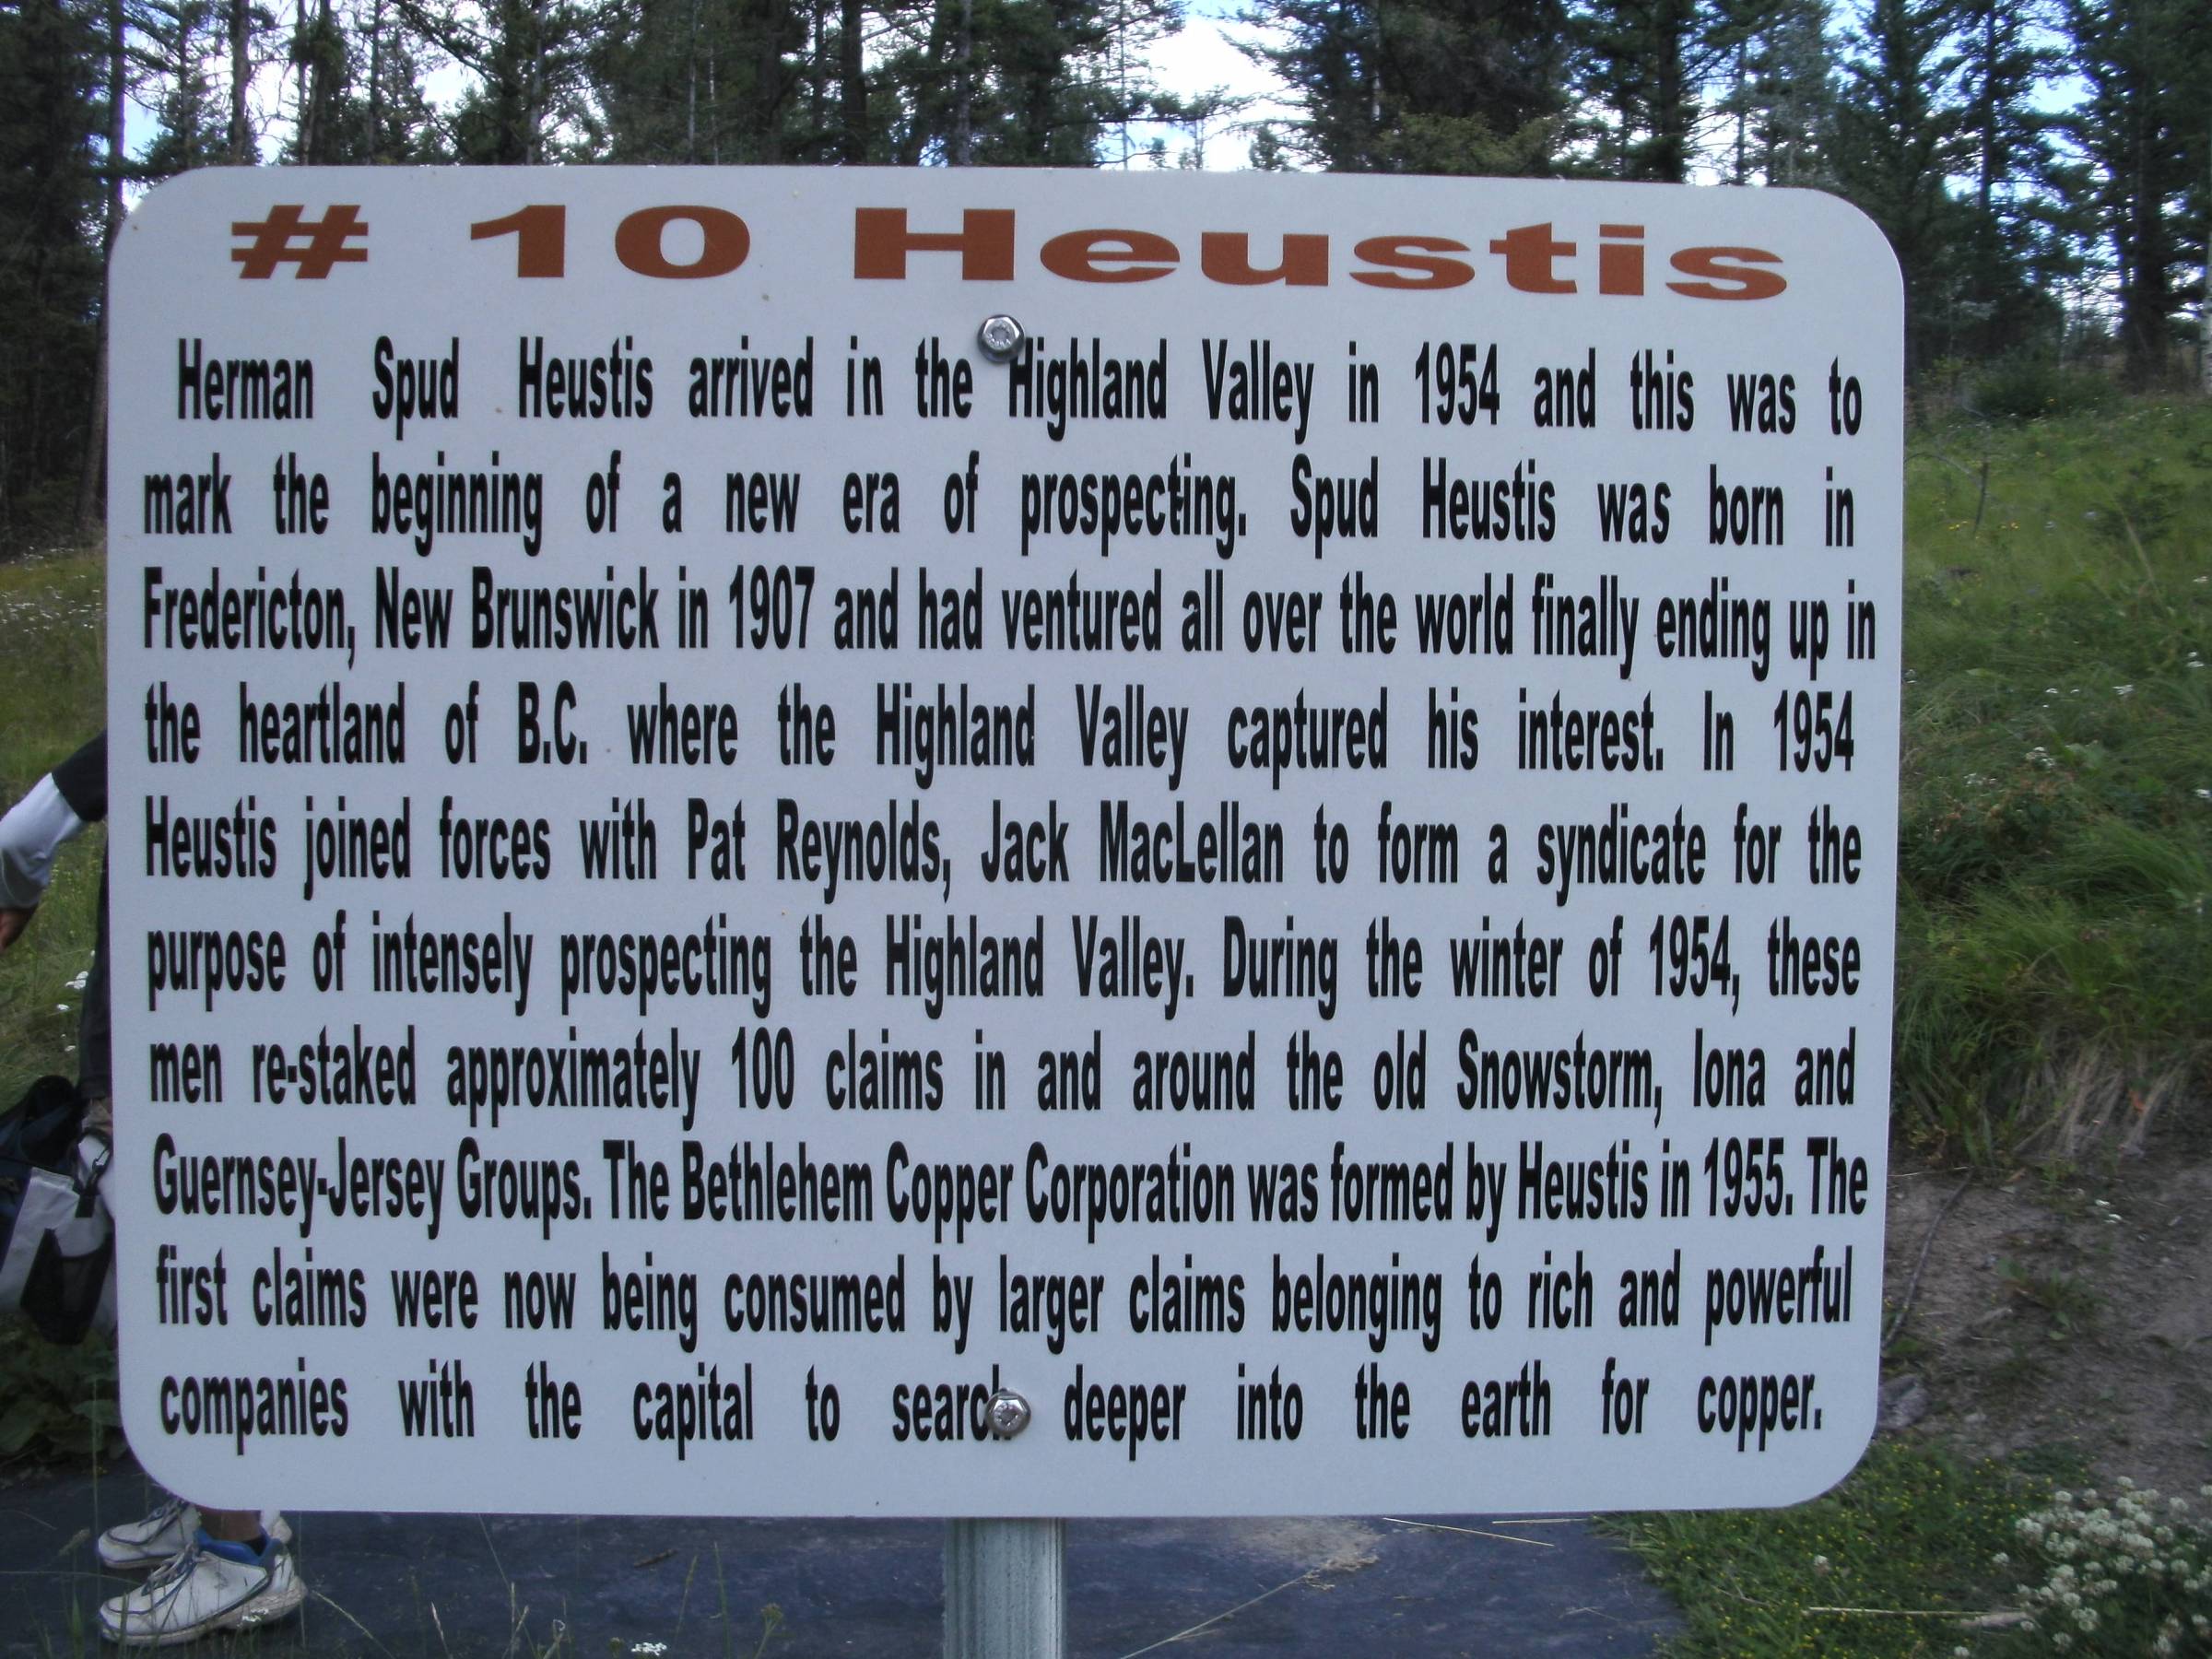 # 10 Heustis
Herman Spud Heustis arrived in the Highland Valley in 1954 and this was to
mark the beginning of a new era of prospecting. Spud Heustis was born in
Fredericton, New Brunswick in 1907 and had ventured all over the world finally ending up in
the heartland of B.C. where the Highland Valley captured his interest. In 1954
Heustis joined forces with Pat Reynolds, Jack MacLellan to form a syndicate for the
purpose of intensely prospecting the Highland Valley. During the winter of 1954, these
men re-staked approximately 100 claims in and around the old Snowstorm, Iona and
Guernsey-Jersey Groups. The Bethlehem Copper Corporation was formed by Heustis in 1955. The
first claims were now being consumed by larger claims belonging to rich and powerful
companies with the capital to search deeper into the earth for copper.